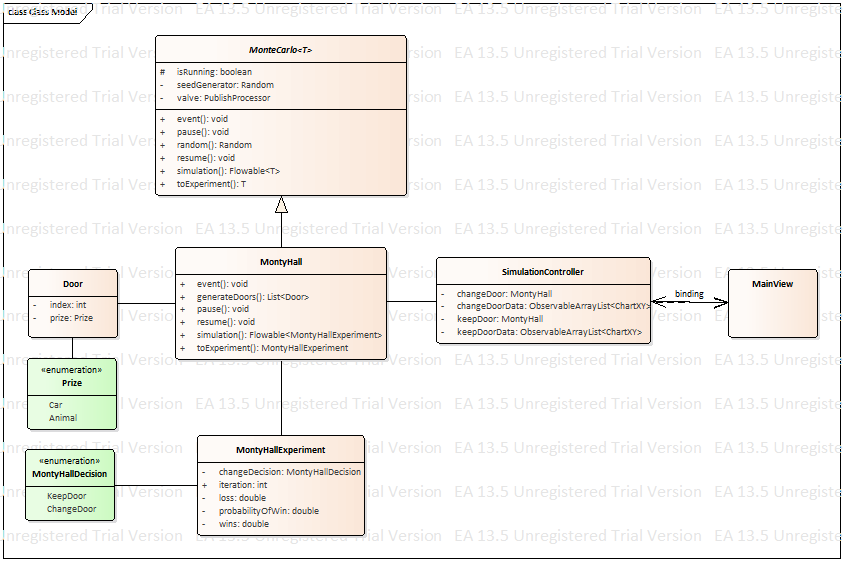 class Class Model
MonteCarlo<T>
# isRunning: boolean
- seedGenerator: Random
- valve: PublishProcessor
+ event(): void
+ pause(): void
+ random(): Random
+ resume(): void
+ simulation(): Flowable<T>
+ toExperiment(): T
MontyHall
+ event(): void
+ generateDoors(): List<Door>
+ pause(): void
+ resume(): void
+ simulation(): Flowable<MontyHallExperiment>
+ toExperiment(): MontyHallExperiment
Door
- index: int
- prize: Prize
SimulationController
- changeDoor: MontyHall
- changeDoorData: ObservableArrayList<ChartXY>
- keepDoor: MontyHall
- keepDoorData: ObservableArrayList<ChartXY>
binding
MainView
«enumeration»
Prize
Car
Animal
«enumeration»
MontyHallDecision
KeepDoor
ChangeDoor
MontyHallExperiment
- changeDecision: MontyHallDecision
+ iteration: int
- loss: double
- probabilityOfWin: double
- wins: double
EA 13.5 Unregistered Trial Version